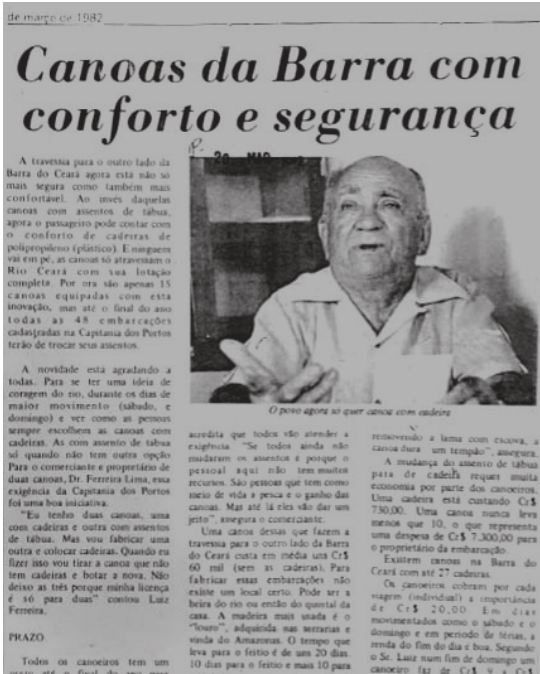 de março de 1982
Canoas da Barra com
conforto e segurança
A travessia para o outro lado da
Barra do Ceará agora está não só
mais segura como também mais
confortável. Ao invés daquelas
canoas com assentos de tábua,
agora o passageiro pode contar com
o conforto de cadeiras de
polipropileno (plástico). E ninguem
vai em pé, as canoas só atravessam o
Rio Ceará com sua lotação
completa. Por ora são apenas 15
canoas equipadas com esta
inovação, mas até o final do ano
todas as 48 embarcações
cadastradas na Capitania dos Portos
terão de trocar seus assentos.
A novidade está agradando a
todas. Para se ter uma ideia de
coragem do rio, durante os dias de
maior movimento (sábado, e
domingo) e ver como as pessoas
sempre escolhem as canoas com
cadeiras. As com assento de tábua
só quando não tem outra opção
Para o comerciante e proprietário de
duas canoas, Dr. Ferreira Lima, essa
exigência da Capitania dos Portos
foi uma boa iniciativa.
"Eu tenho duas canoas, uma
com cadeiras e outra com assentos
de tábua. Mas vou fabricar uma
outra e colocar cadeiras. Quando eu
fizer isso vou tirar a canoa que não
tem cadeiras e botar a nova. Não
deixo as três porque minha licença
é só para duas" contou Luiz
Ferreira.
PRAZO
Todos os canoeiros tem um
O povo agora só quer canoa com cadeira
acredita que todos vão atender a
exigência. "Se todos ainda não
mudaram os assentos é porque o
pessoal aqui não tem muitos
recursos. São pessoas que tem como
meio de vida a pesca e o ganho das
canoas. Mas até lá eles vão dar um
jeito", assegura o comerciante.
Uma canoa dessas que fazem a
travessia para o outro lado da Barra
do Ceará custa em média uns Cr$
60 mil (sem as cadeiras). Para
fabricar essas embarcações não
existe um local certo. Pode ser a
beira do rio ou então do quintal da
casa. A madeira mais usada é o
"louro", adquirida nas serrarias e
vinda do Amazonas. O tempo que
leva para o feitio é de uns 20 dias.
10 dias para o feitio e mais 10 para
removendo a lama com escova, a
canoa dura um tempão", assegura.
A mudança do assento de tábua
para de cadeira requer muita
economia por parte dos canoeiros.
Uma cadeira está custando Cr$
730,00. Uma canoa nunca leva
menos que 10, o que representa
uma despesa de Cr$ 7.300,00 para
o proprietário da embarcação.
Existem canoas na Barra do
Ceará com até 27 cadeiras.
Os canoeiros cobram por cada
viagem (individual) a importância
de Cr$ 20,00. Em dias
movimentados como o sábado e o
domingo e em período de férias, a
renda do fim do dia e boa. Segundo
o Se. Luiz num fim de domingo um
canoeiro faz de Cr$